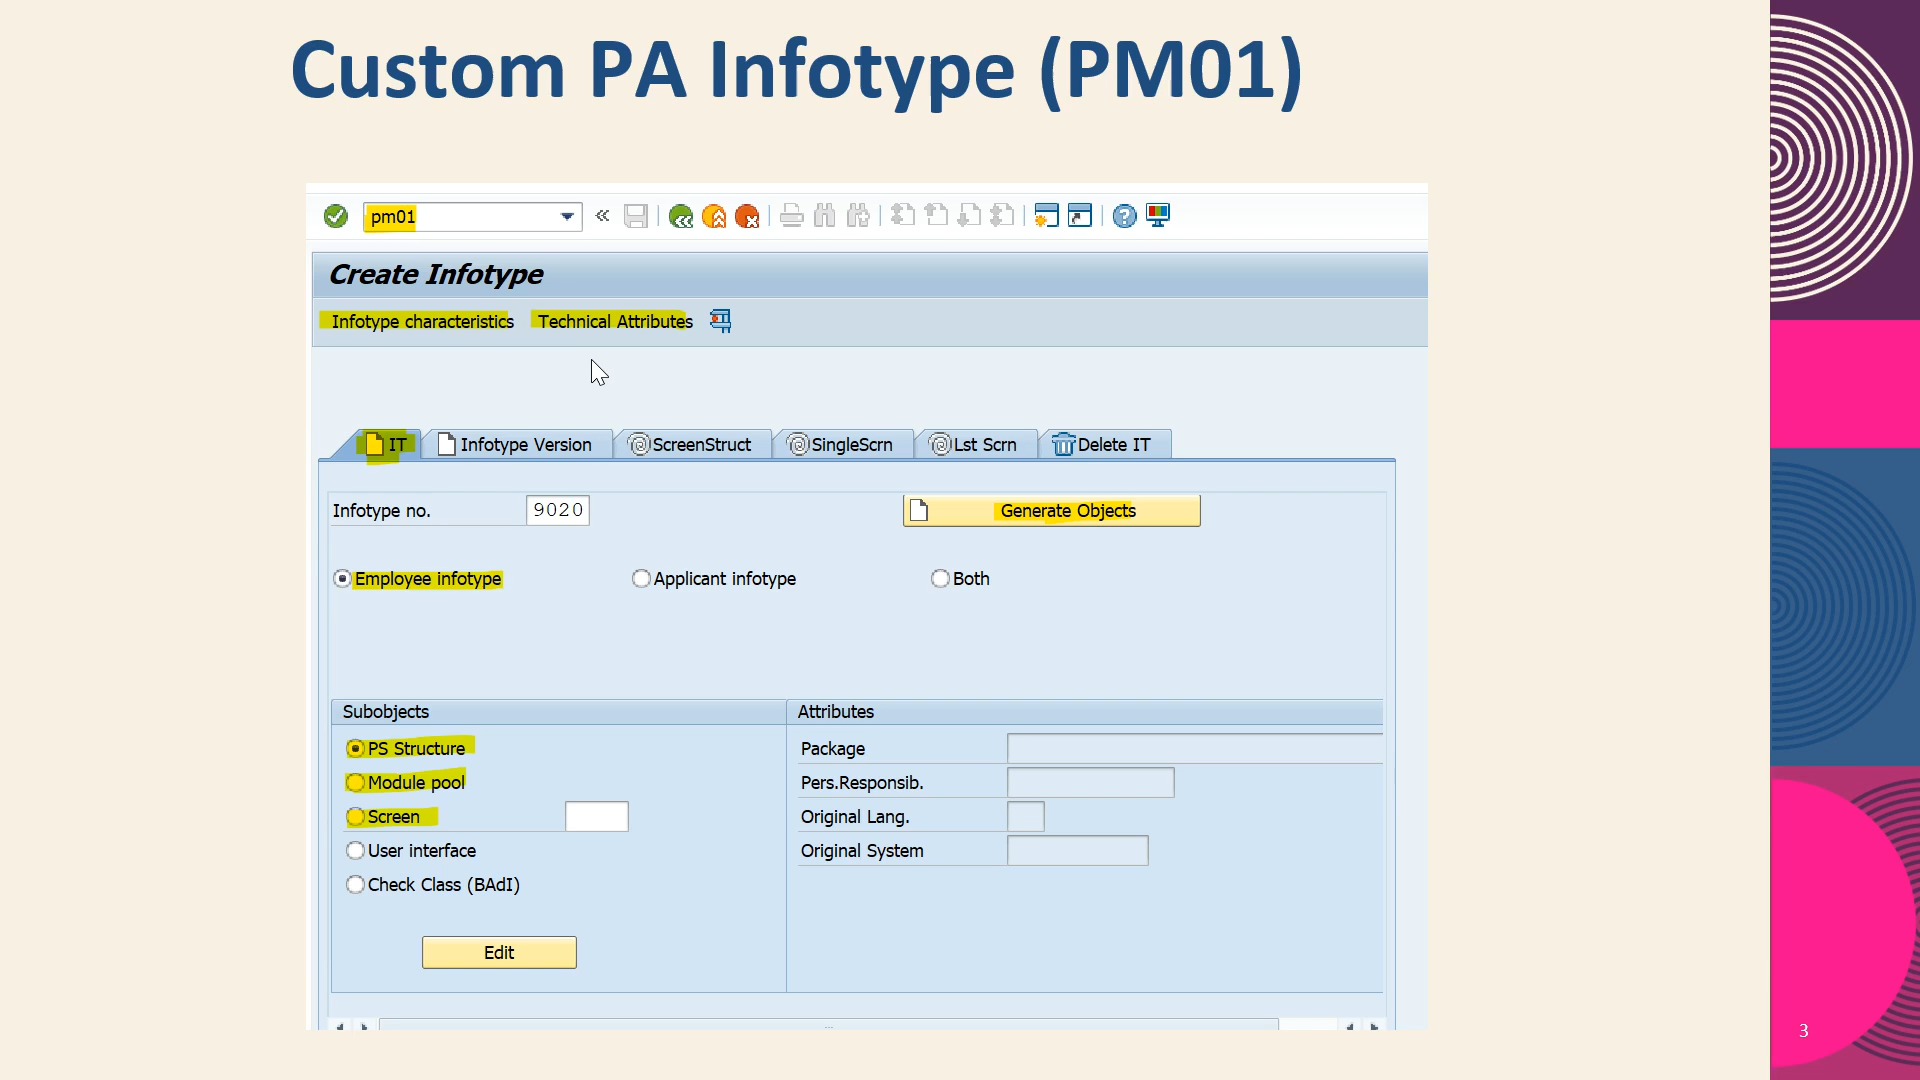 Custom PA Infotype (PM01)
pm01
Create Infotype
Infotype characteristics Technical Attributes
IT Infotype Version ScreenStruct SingleScrn Lst Scrn Delete IT
Infotype no. 9020 Generate Objects
Employee infotype Applicant infotype Both
Subobjects Attributes
PS Structure Package
Module pool Pers.Responsib.
Screen Original Lang.
User interface Original System
Check Class (BAdI)
Edit
3